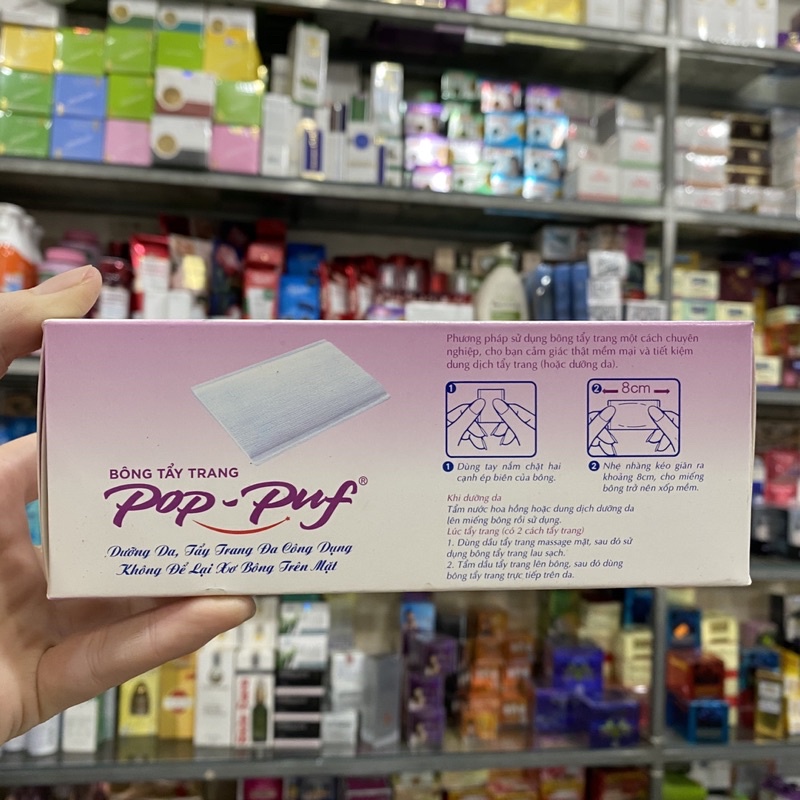 BÔNG TẨY TRANG
Pop-Puf®
Dưỡng Da, Tẩy Trang Đa Công Dụng
Không Để Lại Xơ Bông Trên Mặt
Phương pháp sử dụng bông tẩy trang một cách chuyên
nghiệp, cho bạn cảm giác thật mềm mại và tiết kiệm
dung dịch tẩy trang (hoặc dưỡng da).
1
2 8cm
1 Dùng tay nắm chặt hai
cạnh ép biên của bông.
2 Nhẹ nhàng kéo giãn ra
khoảng 8cm, cho miếng
bông trở nên xốp mềm.
Khi dưỡng da
Tẩm nước hoa hồng hoặc dung dịch dưỡng da
lên miếng bông rồi sử dụng.
Lúc tẩy trang (có 2 cách tẩy trang)
1. Dùng dầu tẩy trang massage mặt, sau đó sử
dụng bông tẩy trang lau sạch.
2. Tẩm dầu tẩy trang lên bông, sau đó dùng
bông tẩy trang trực tiếp trên da.